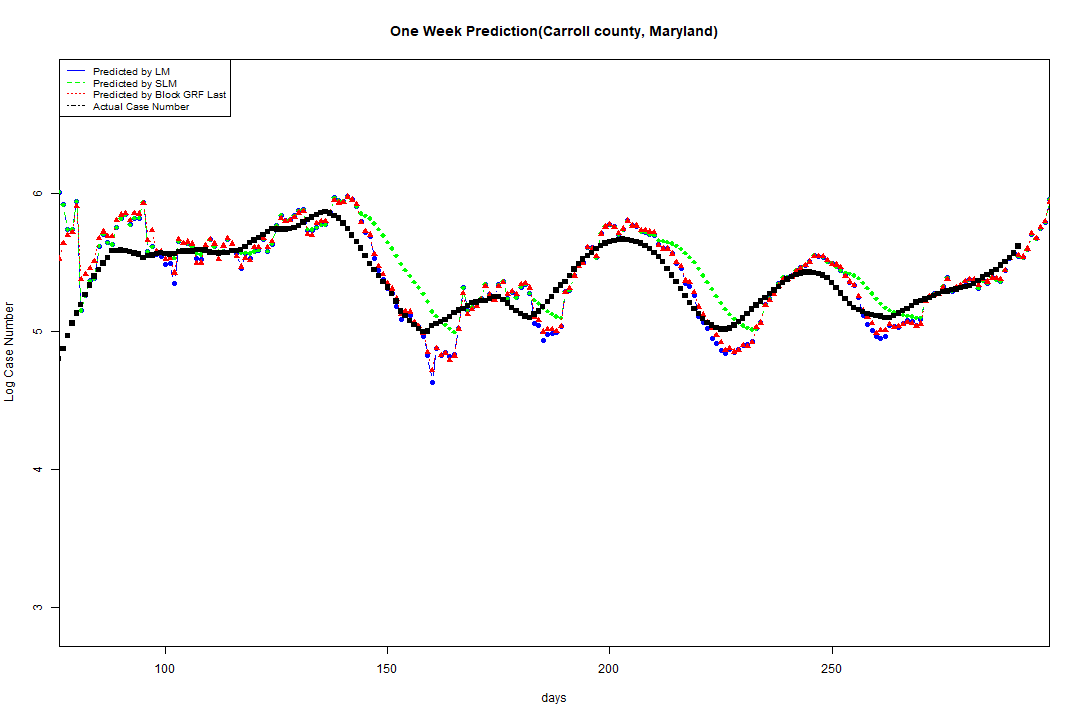 One Week Prediction(Carroll county, Maryland)
Predicted by LM
Predicted by SLM
Predicted by Block GRF Last
Actual Case Number
6
5
4
3
Log Case Number
100
150
200
250
days